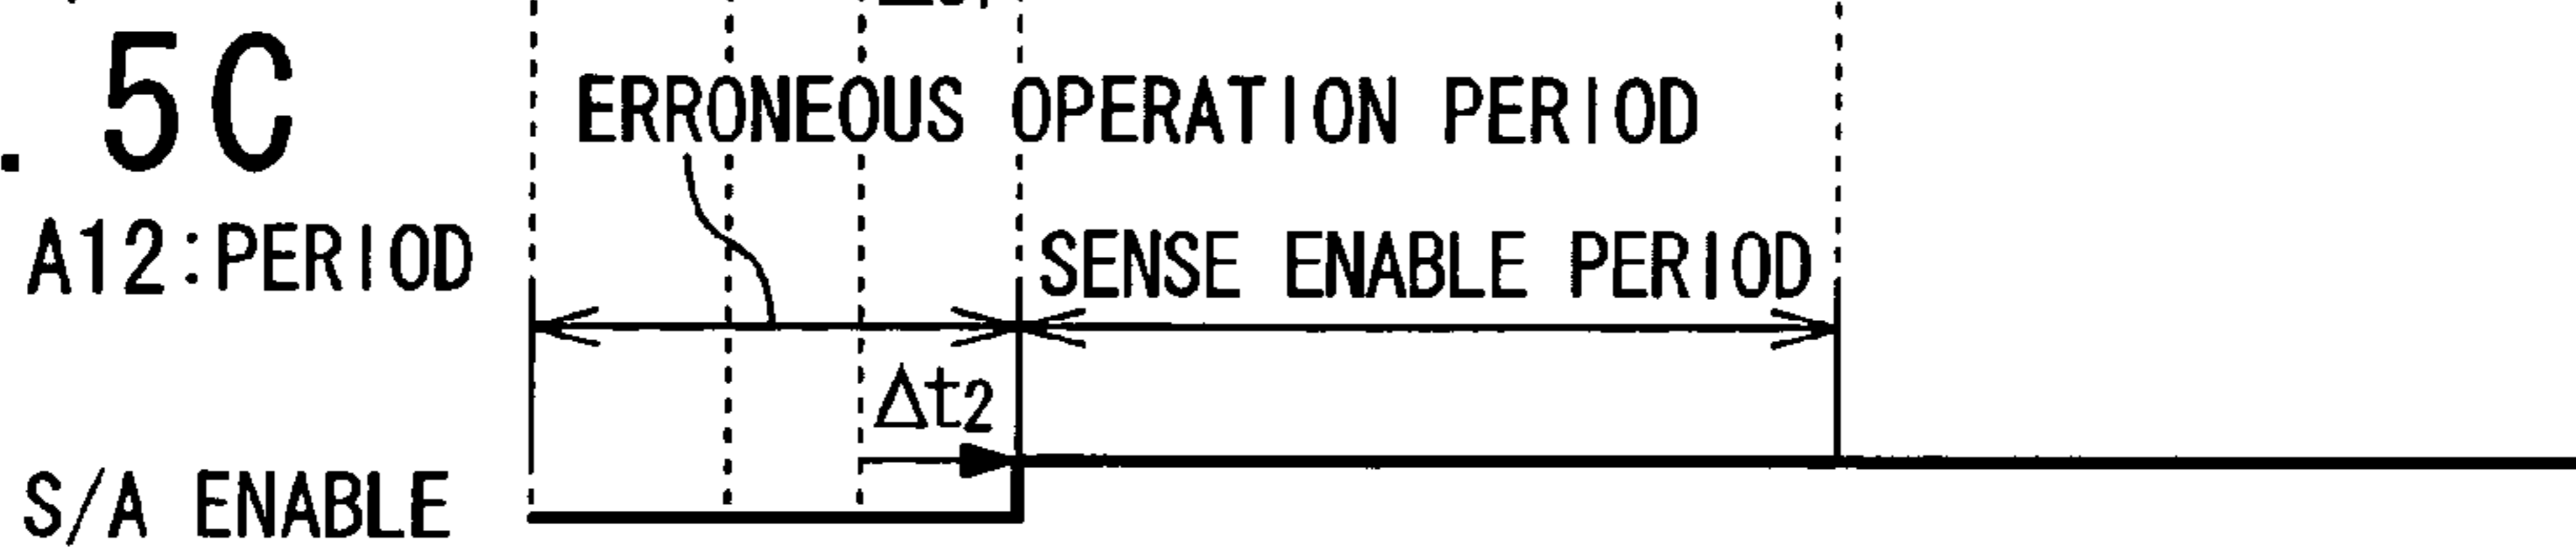 . 5C
ERRONEOUS OPERATION PERIOD
A12:PERIOD
SENSE ENABLE PERIOD
Δt2
S/A ENABLE